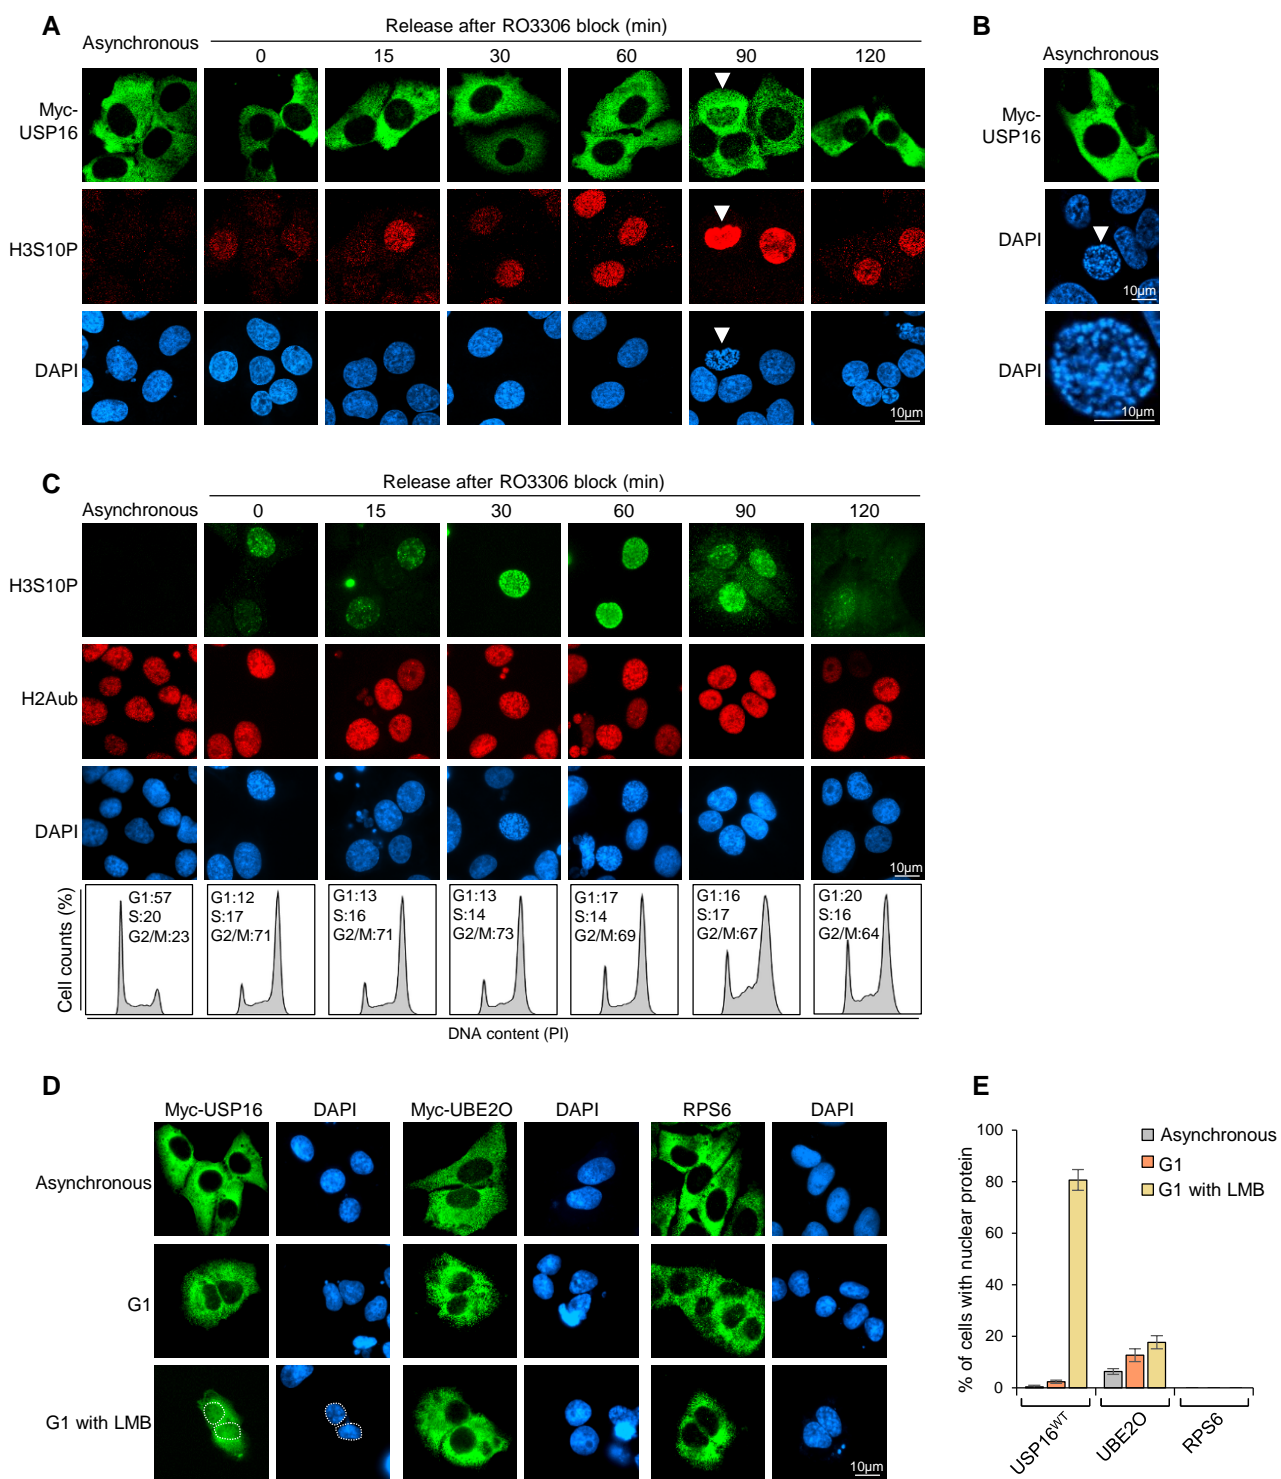 A
Release after RO3306 block (min)
Asynchronous 0 15 30 60 90 120
Myc-
USP16
H3S10P
DAPI
10µm
B
Asynchronous
Myc-
USP16
DAPI
10µm
DAPI
10µm
C
Release after RO3306 block (min)
Asynchronous 0 15 30 60 90 120
H3S10P
H2Aub
DAPI
10µm
Cell counts (%)
G1:57
S:20
G2/M:23
G1:12
S:17
G2/M:71
G1:13
S:16
G2/M:71
G1:13
S:14
G2/M:73
G1:17
S:14
G2/M:69
G1:16
S:17
G2/M:67
G1:20
S:16
G2/M:64
DNA content (PI)
D
Myc-USP16 DAPI Myc-UBE2O DAPI RPS6 DAPI
Asynchronous
G1
G1 with LMB
10µm
E
% of cells with nuclear protein
100
80
60
40
20
0
Asynchronous
G1
G1 with LMB
USP16WT
UBE2O
RPS6